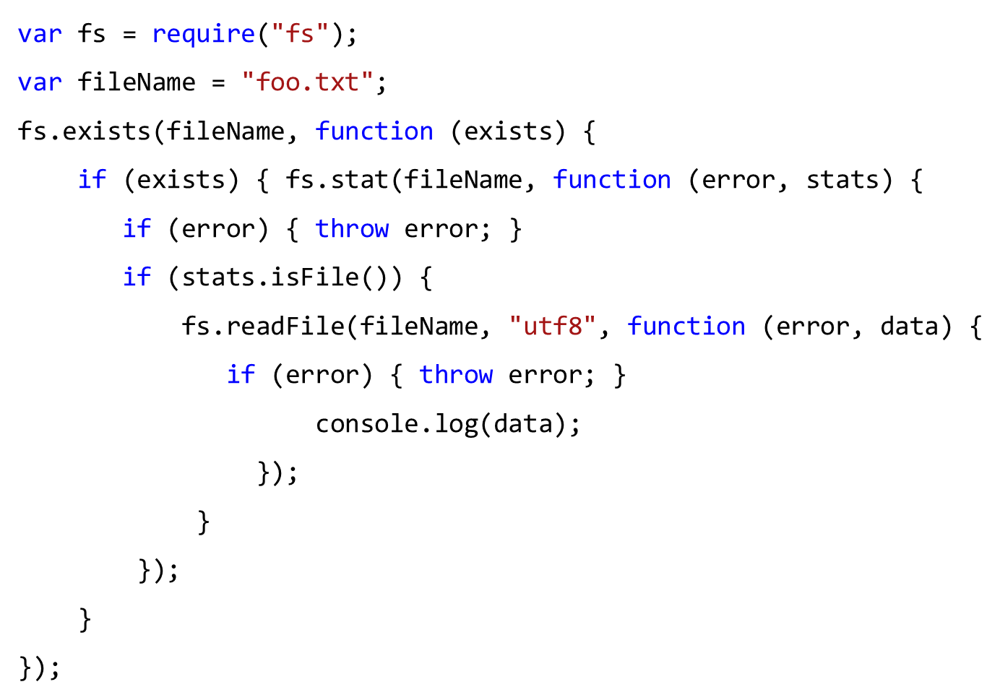 var fs = require("fs");
var fileName = "foo.txt";
fs.exists(fileName, function (exists) {
    if (exists) { fs.stat(fileName, function (error, stats) {
       if (error) { throw error; }
       if (stats.isFile()) {
           fs.readFile(fileName, "utf8", function (error, data) {
              if (error) { throw error; }
                    console.log(data);
                });
            }
        });
    }
});